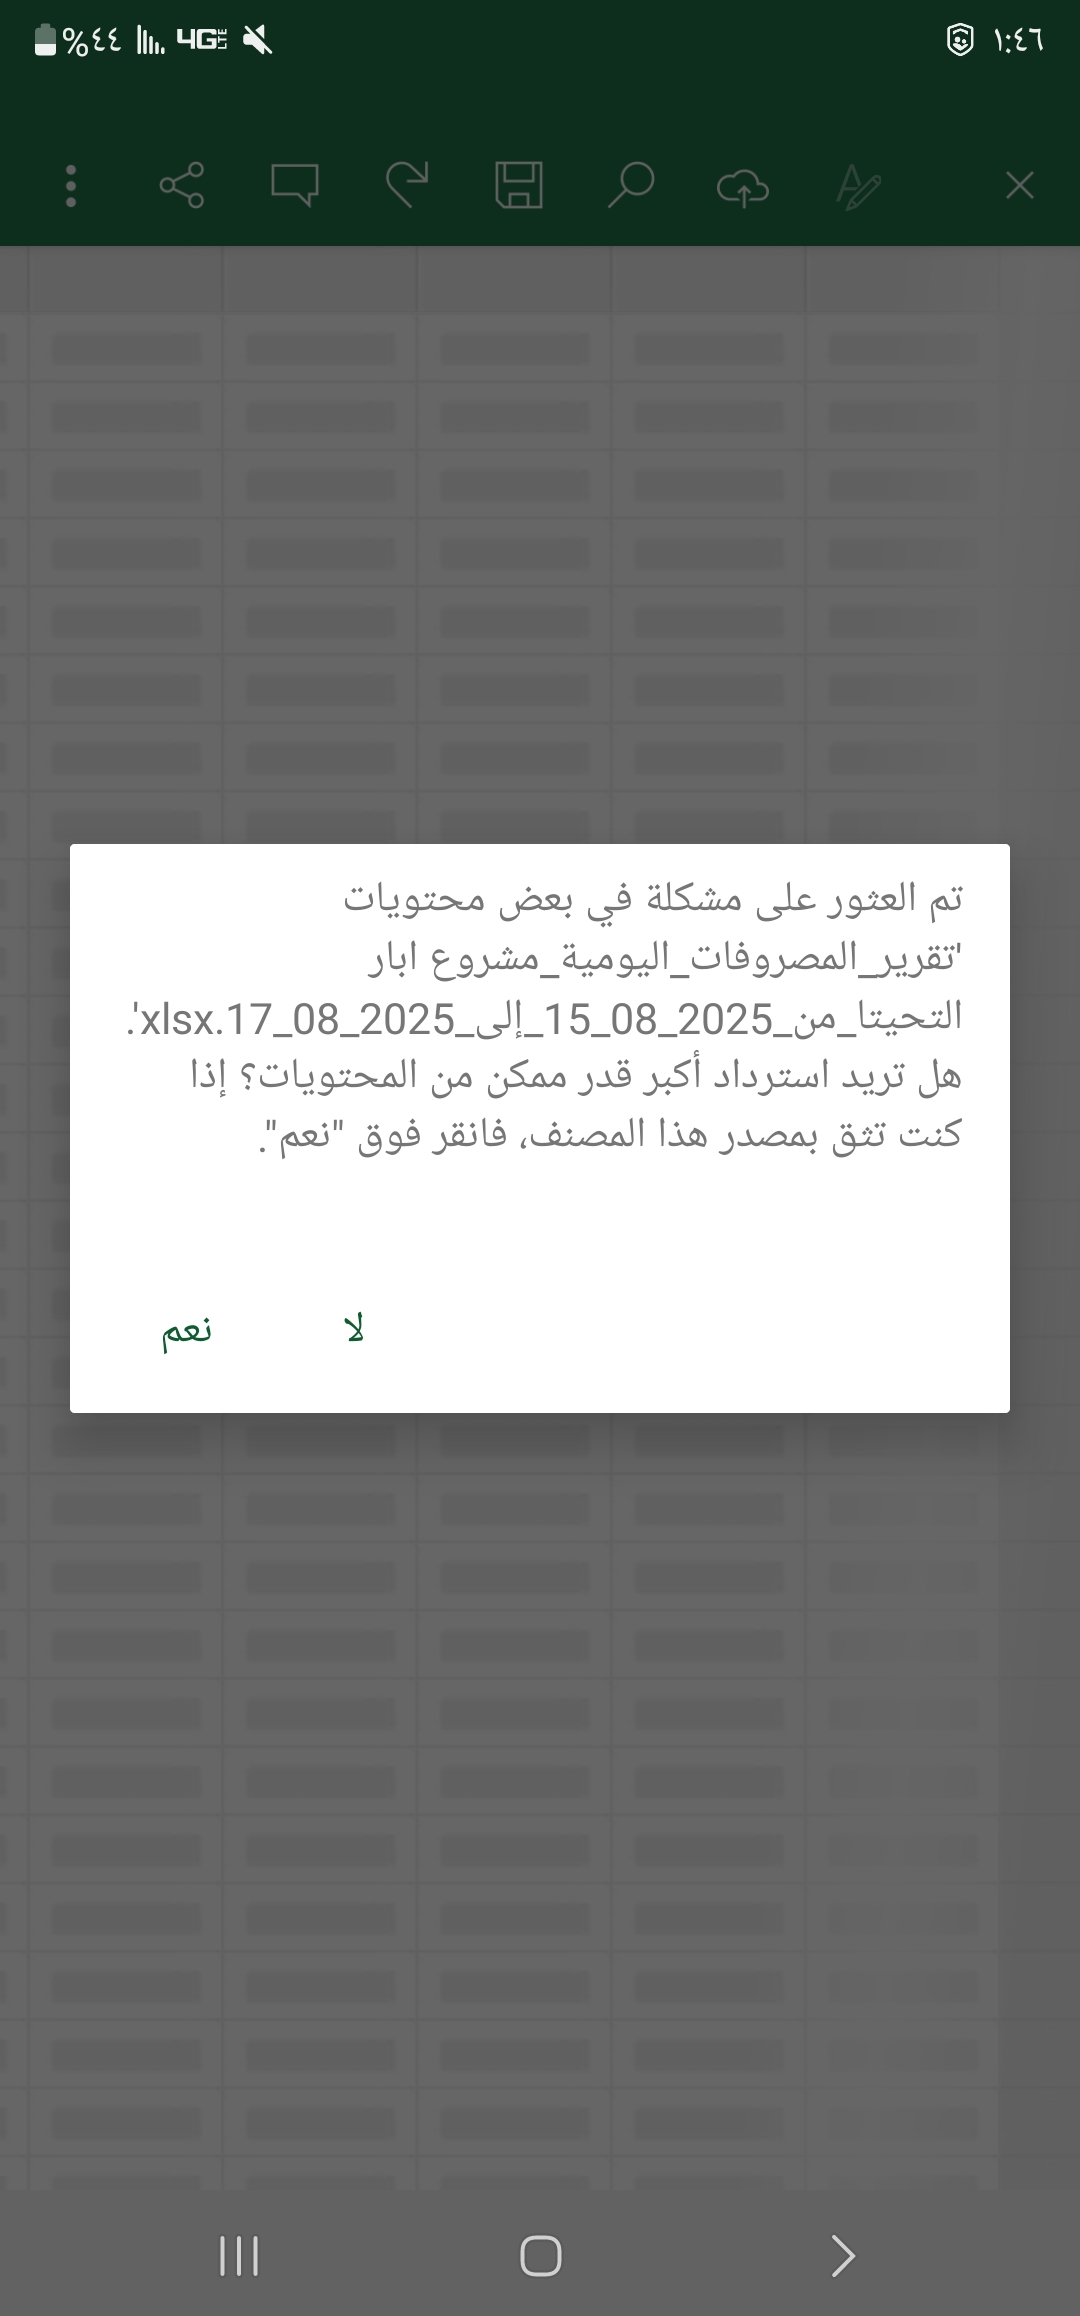 ١:٤٦
4G LTE
%٤٤
تم العثور على مشكلة في بعض محتويات
'تقرير_المصروفات_اليومية_مشروع ابار
التحيتا_من_2025_08_15_إلى_2025_08_17.xlsx'.
هل تريد استرداد أكبر قدر ممكن من المحتويات؟ إذا
كنت تثق بمصدر هذا المصنف، فانقر فوق "نعم".
لا
نعم